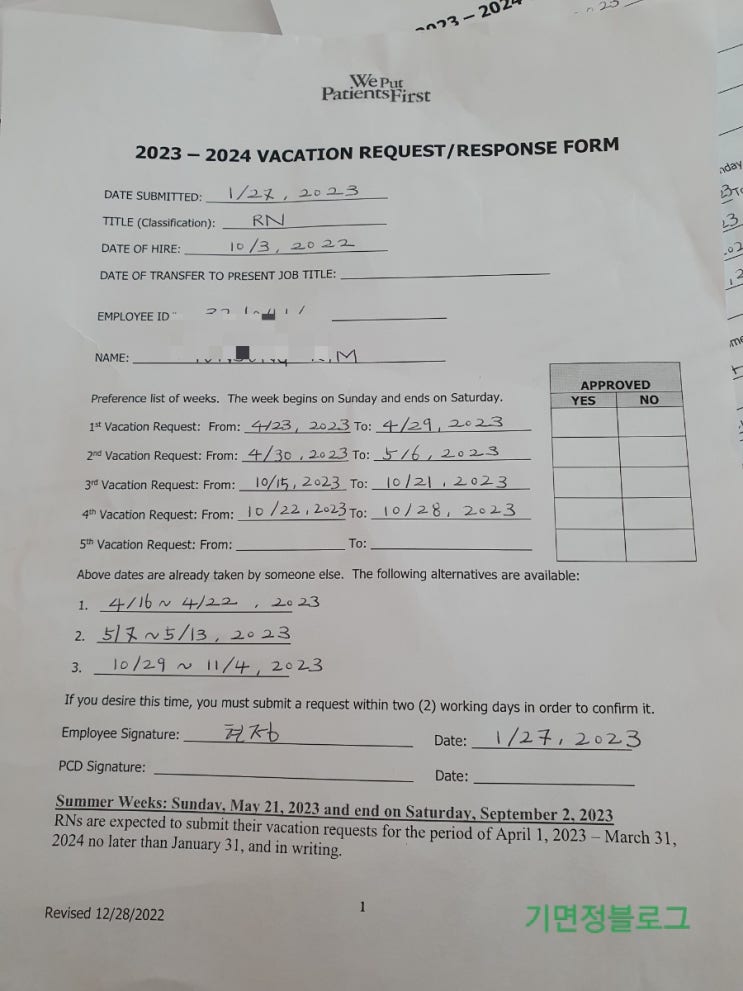 2023 – 2024
2023
We Put
Patients First
2023 – 2024 VACATION REQUEST/RESPONSE FORM
DATE SUBMITTED: 1/27, 2023
TITLE (Classification): RN
DATE OF HIRE: 10/3, 2022
DATE OF TRANSFER TO PRESENT JOB TITLE:
EMPLOYEE ID
NAME: M
APPROVED
YES NO
Preference list of weeks. The week begins on Sunday and ends on Saturday.
1st Vacation Request: From: 4/23, 2023 To: 4/29, 2023
2nd Vacation Request: From: 4/30, 2023 To: 5/6, 2023
3rd Vacation Request: From: 10/15, 2023 To: 10/21, 2023
4th Vacation Request: From: 10/22, 2023 To: 10/28, 2023
5th Vacation Request: From: To:
Above dates are already taken by someone else. The following alternatives are available:
1. 4/16 ~ 4/22, 2023
2. 5/7 ~ 5/13, 2023
3. 10/29 ~ 11/4, 2023
If you desire this time, you must submit a request within two (2) working days in order to confirm it.
Employee Signature: Date: 1/27, 2023
PCD Signature: Date:
Summer Weeks: Sunday, May 21, 2023 and end on Saturday, September 2, 2023
RNs are expected to submit their vacation requests for the period of April 1, 2023 – March 31,
2024 no later than January 31, and in writing.
Revised 12/28/2022
1
기면정블로그